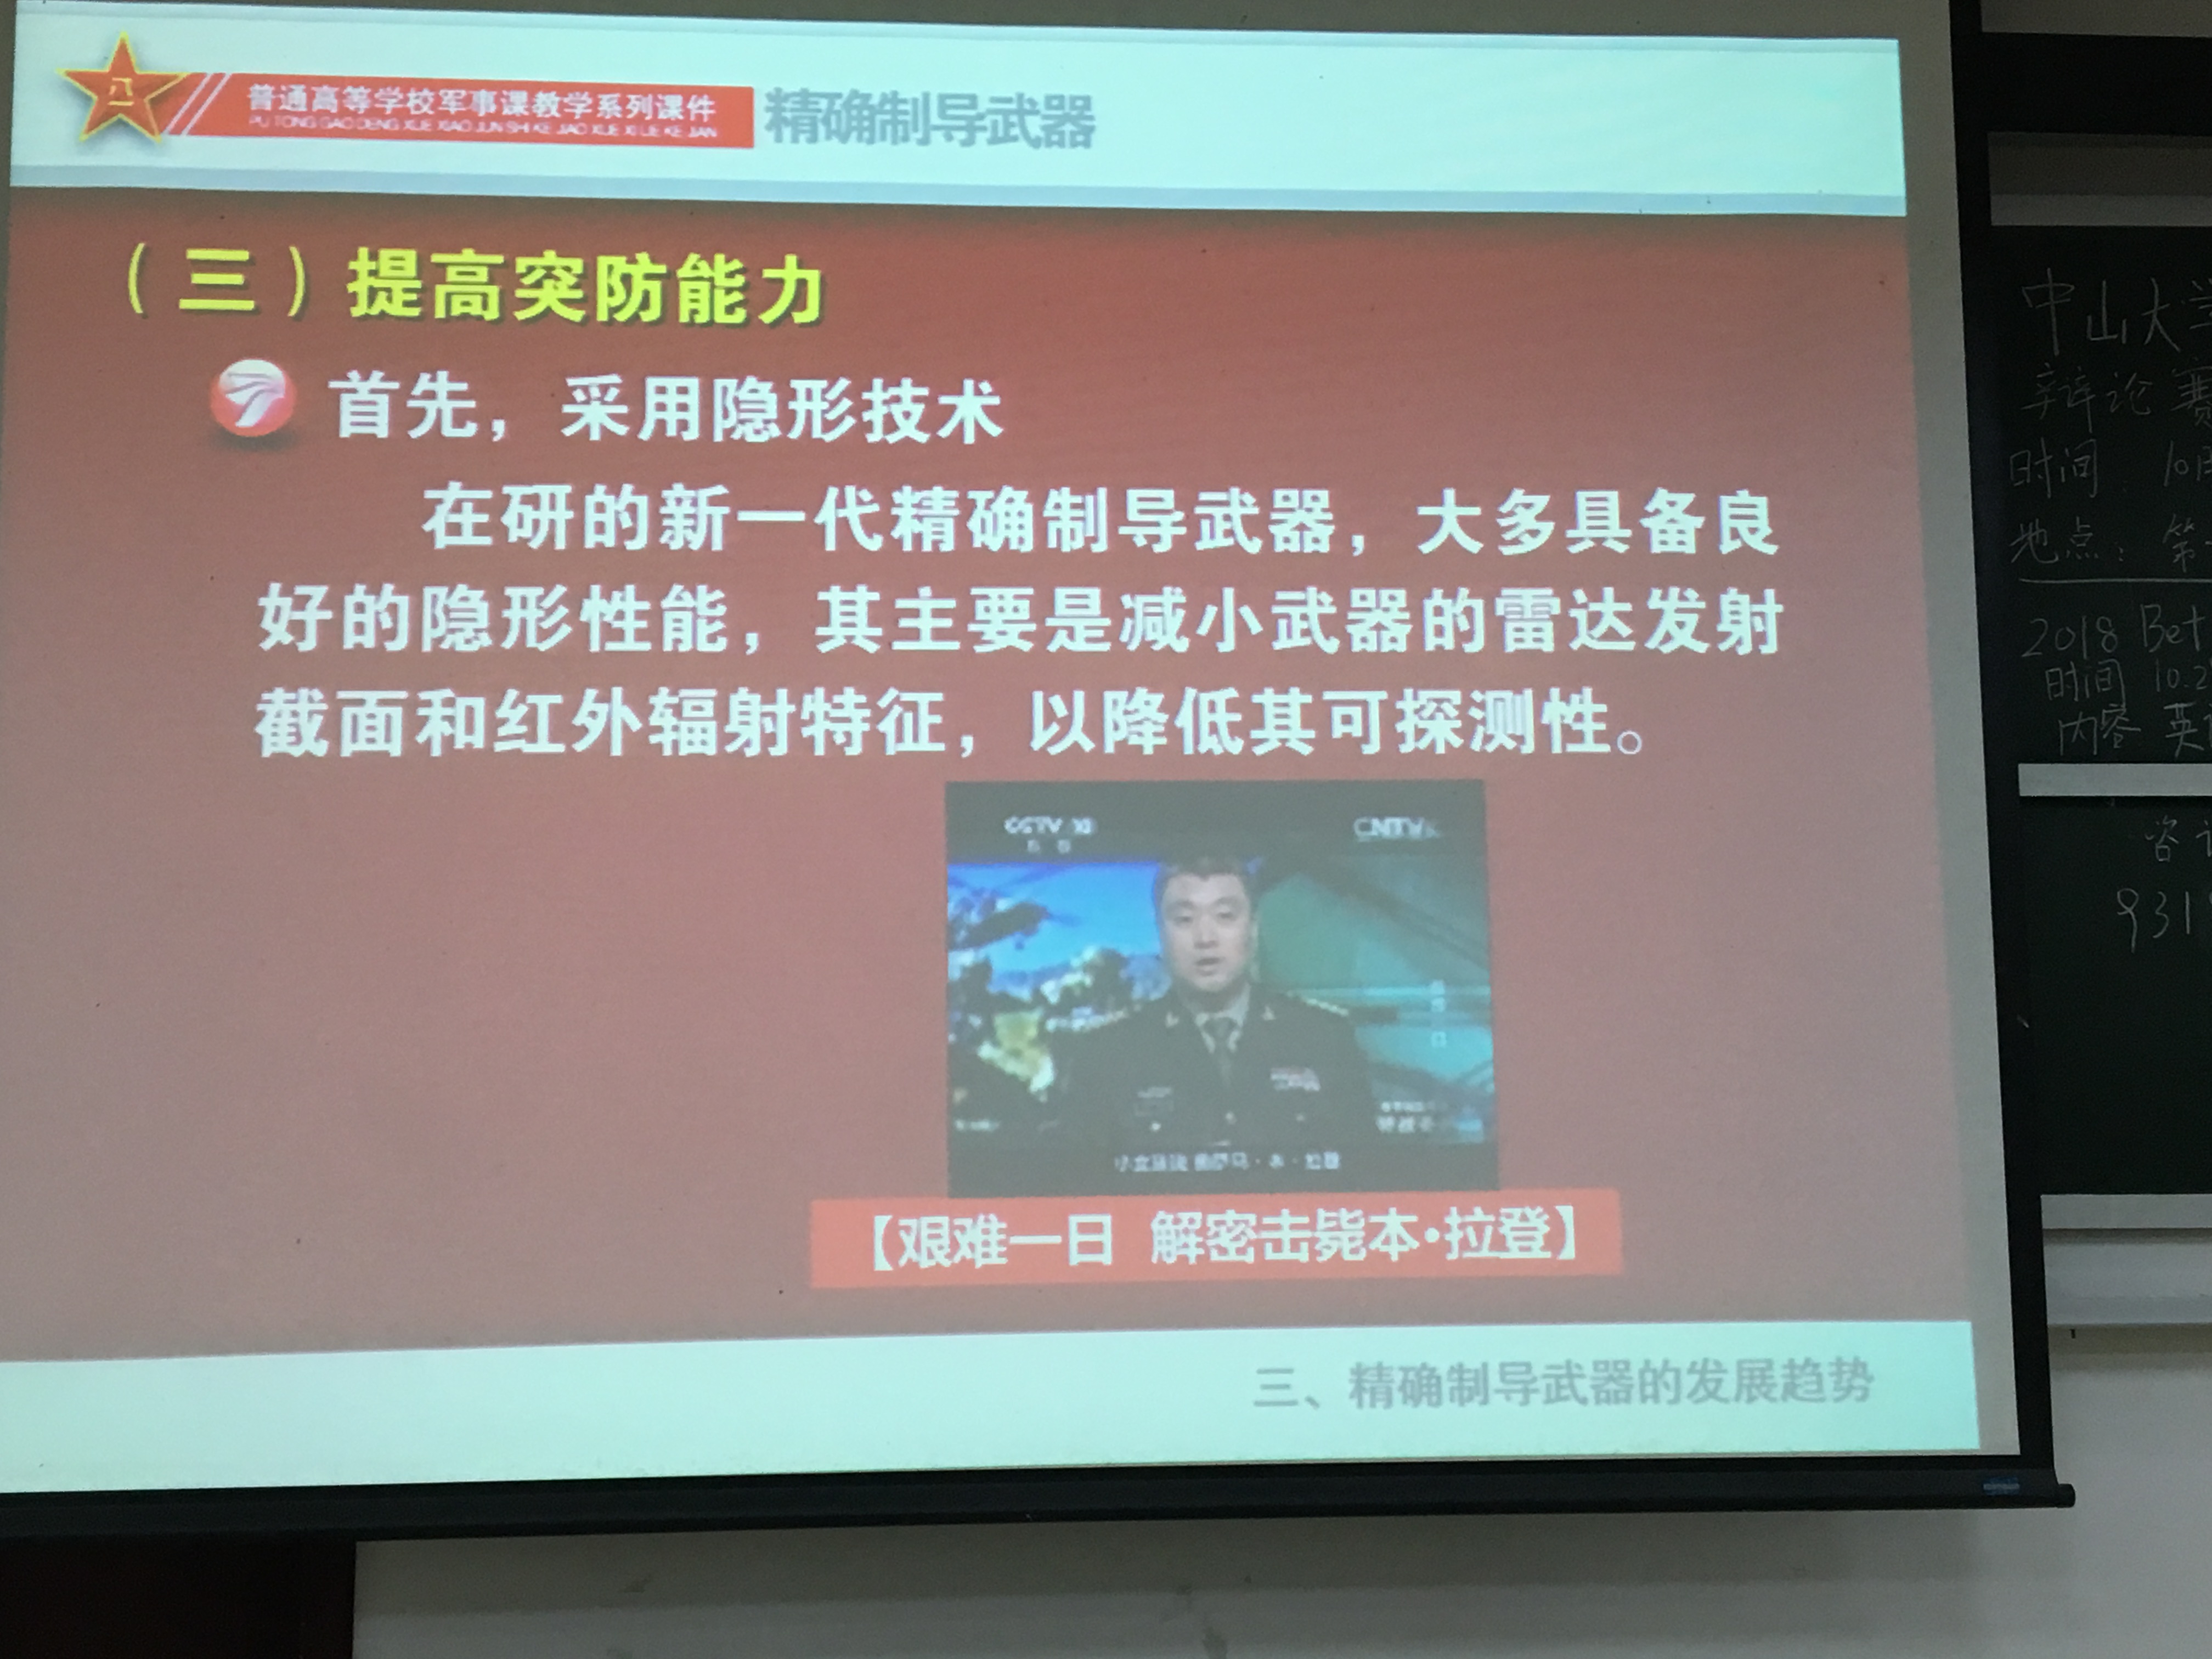 八一
普通高等学校军事课教学系列课件
PU TONG GAO DENG XUE XIAO JUN SHI KE JIAO XUE XI LIE KE JIAN
精确制导武器
（三）提高突防能力
首先，采用隐形技术
在研的新一代精确制导武器，大多具备良
好的隐形性能，其主要是减小武器的雷达发射
截面和红外辐射特征，以降低其可探测性。
CCTV 10
CNTV
【艰难一日 解密击毙本·拉登】
三、精确制导武器的发展趋势
中山大学
辩论赛
时间：10月
地点：第
2018 Bet
时间 10.2
内容 英
咨
931